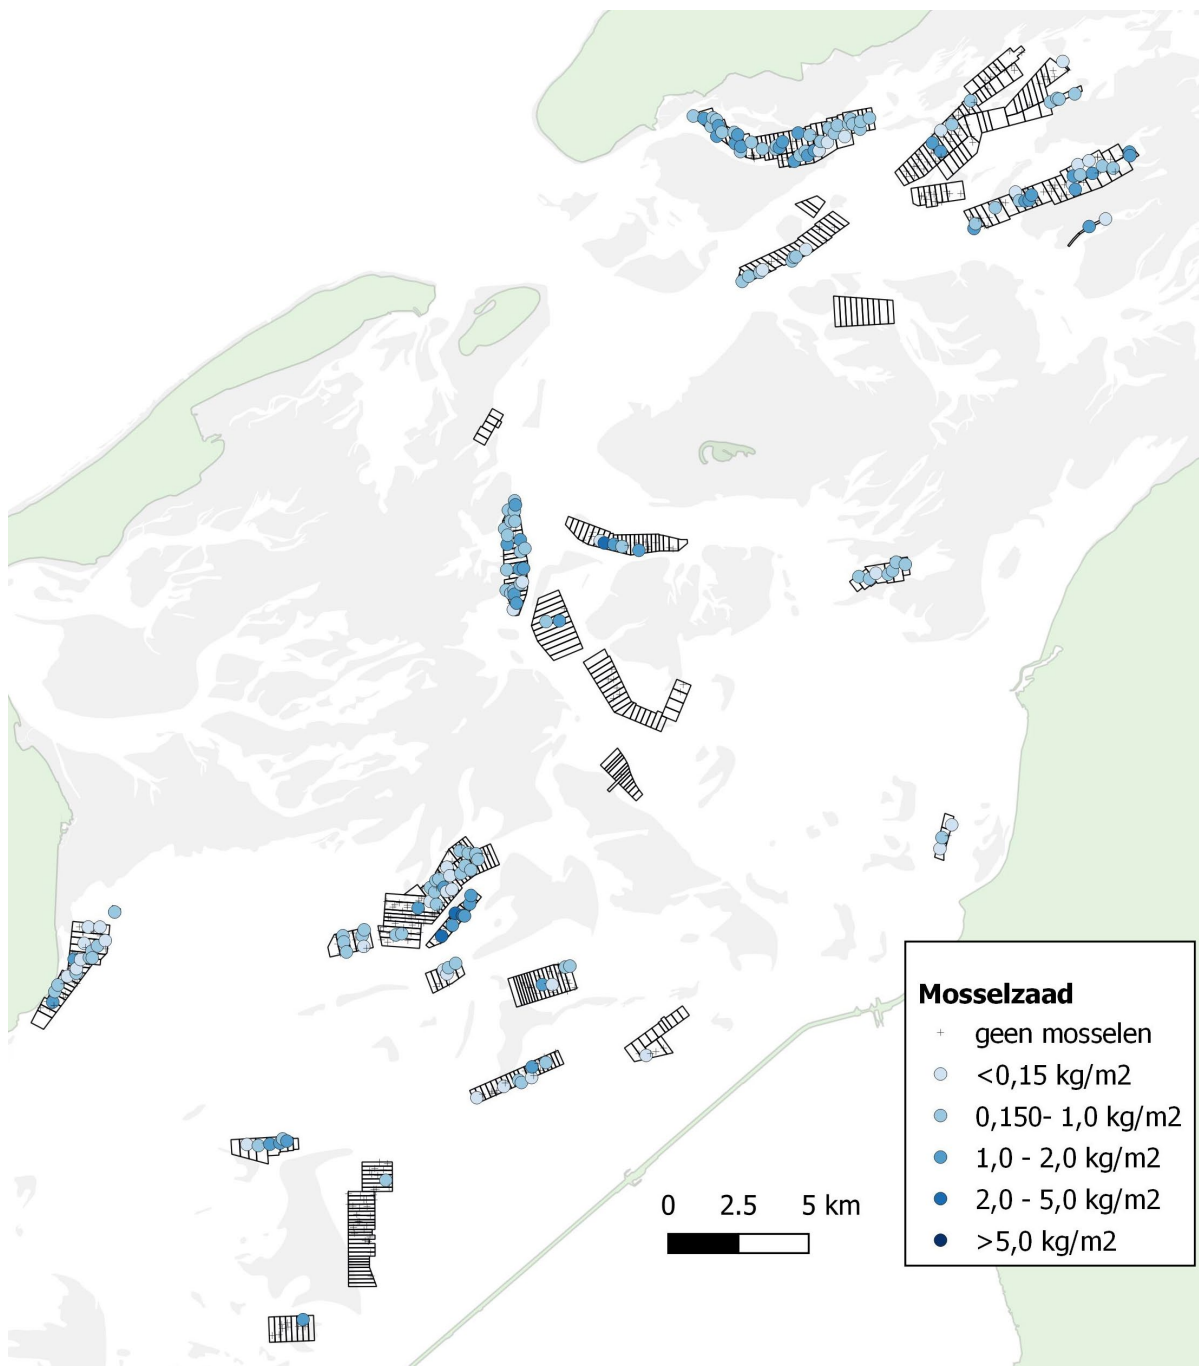 Mosselzaad
geen mosselen
<0,15 kg/m2
0,150- 1,0 kg/m2
1,0 - 2,0 kg/m2
2,0 - 5,0 kg/m2
>5,0 kg/m2
0 2.5 5 km